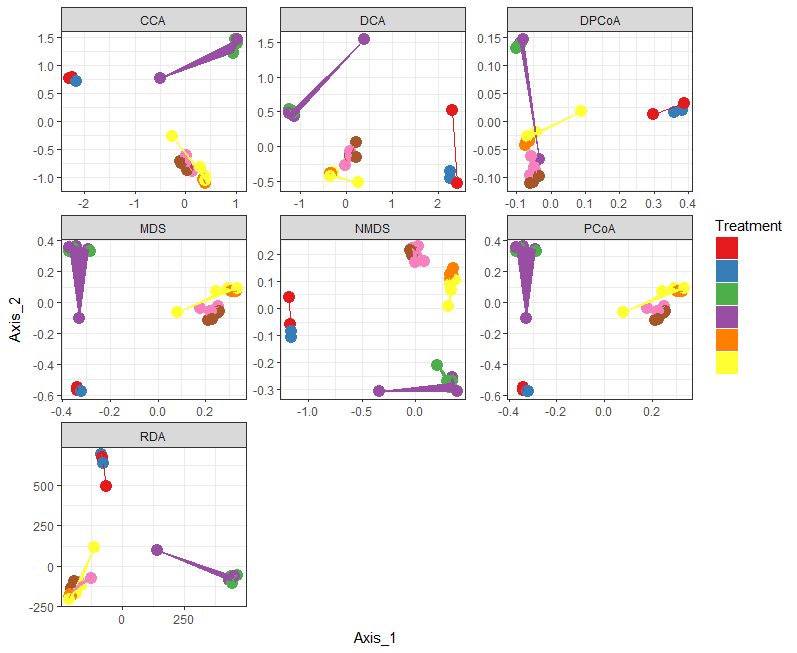 CCA DCA DPCoA
1.5 1.0 0.5 0.0 -0.5 -1.0
-2 -1 0 1
1.5 1.0 0.5 0.0 -0.5
-1 0 1 2
0.15 0.10 0.05 0.00 -0.05 -0.10
-0.1 0.0 0.1 0.2 0.3 0.4
MDS NMDS PCoA
0.4 0.2 0.0 -0.2 -0.4 -0.6
-0.4 -0.2 0.0 0.2
0.2 0.1 0.0 -0.1 -0.2 -0.3
-1.0 -0.5 0.0
0.4 0.2 0.0 -0.2 -0.4 -0.6
-0.4 -0.2 0.0 0.2
RDA
500 250 0 -250
0 250
Axis_2
Axis_1
Treatment